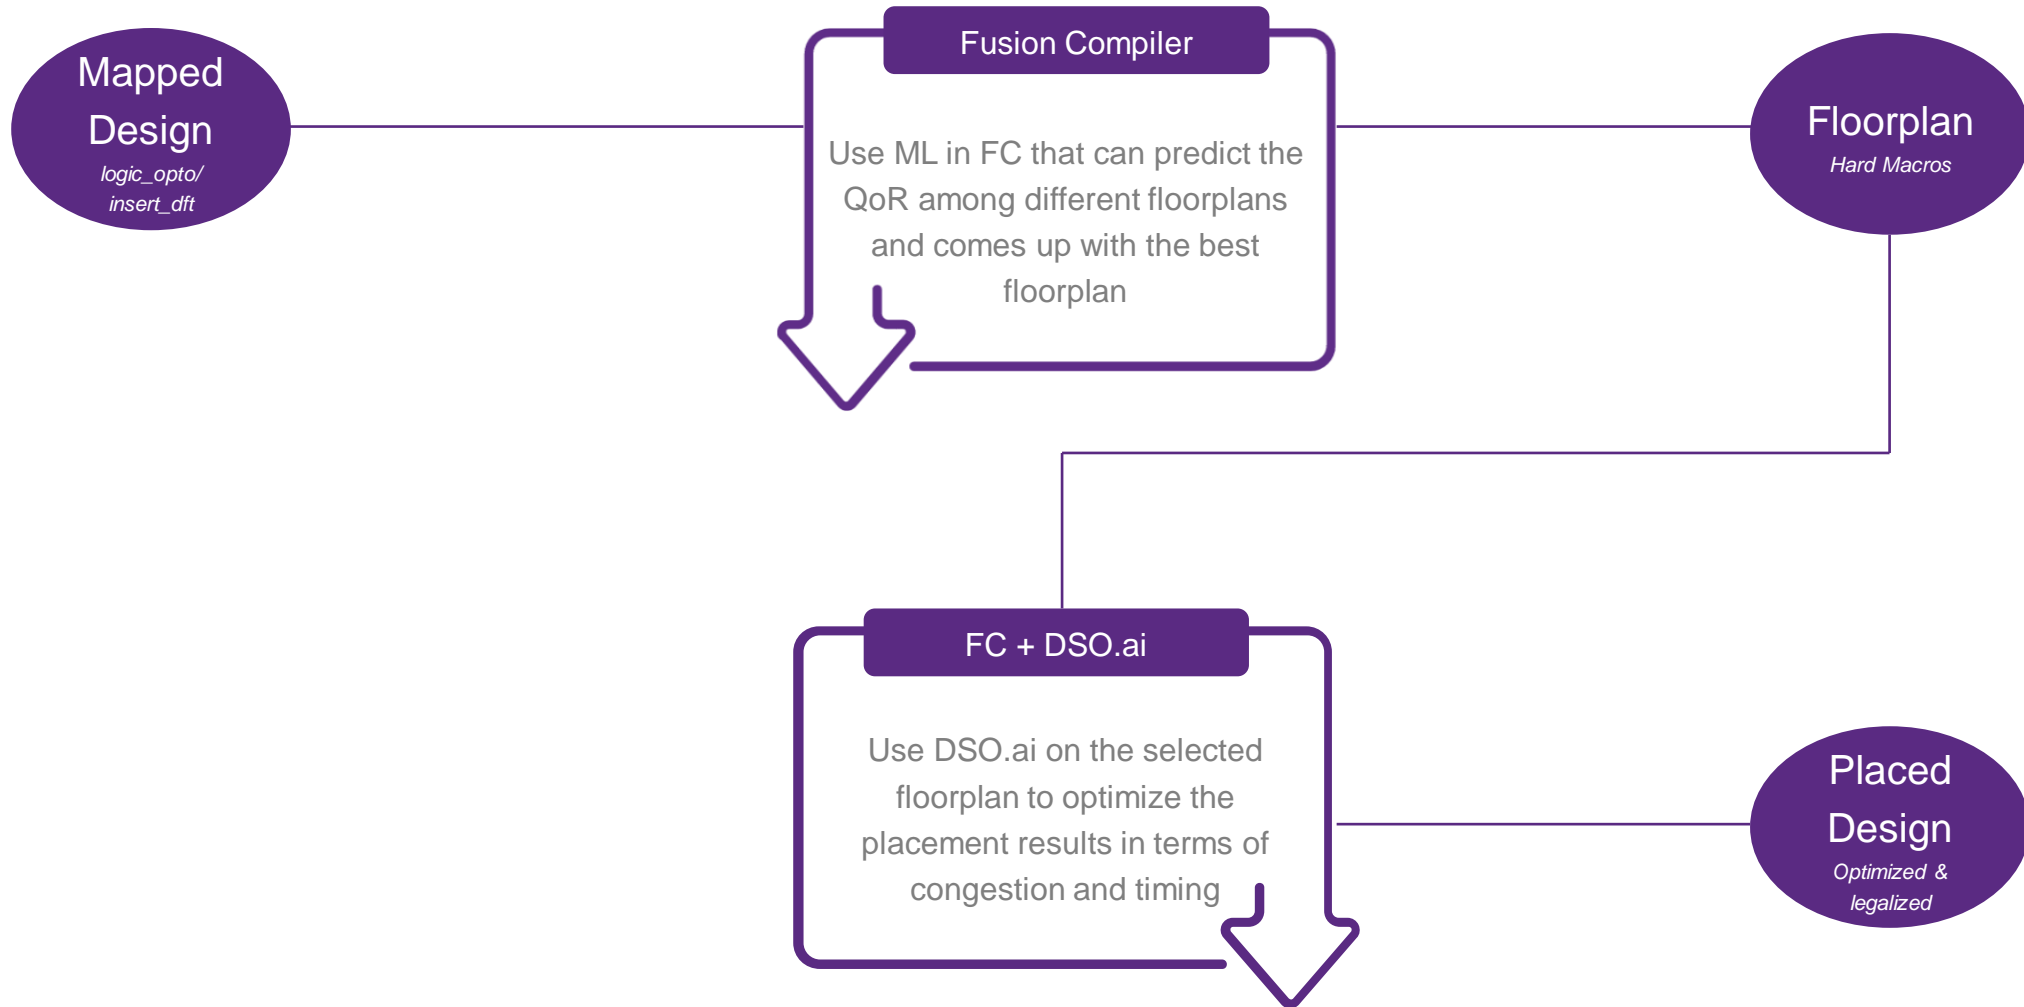 Mapped
Design
logic_opto/
insert_dft
Fusion Compiler
Use ML in FC that can predict the
QoR among different floorplans
and comes up with the best
floorplan
Floorplan
Hard Macros
FC + DSO.ai
Use DSO.ai on the selected
floorplan to optimize the
placement results in terms of
congestion and timing
Placed
Design
Optimized &
legalized